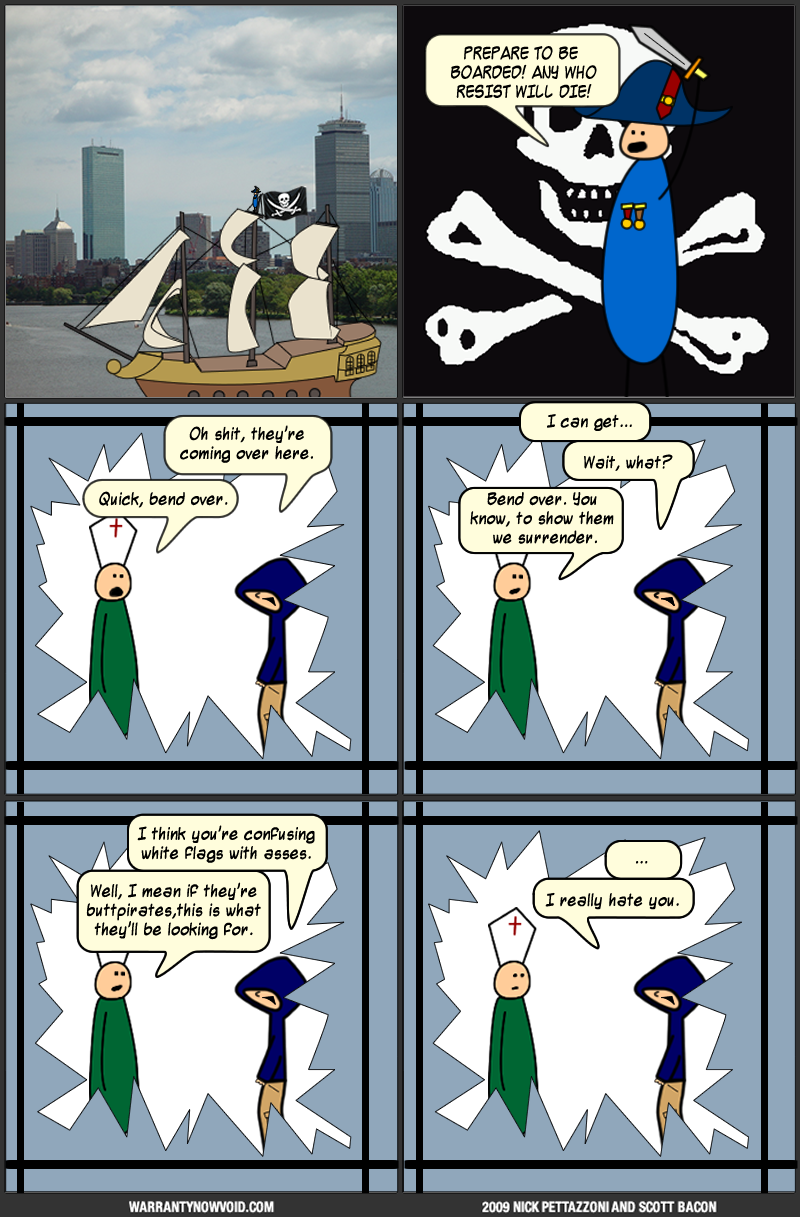 PREPARE TO BE
BOARDED! ANY WHO
RESIST WILL DIE!
Oh shit, they're
coming over here.
Quick, bend over.
I can get...
Wait, what?
Bend over. You
know, to show them
we surrender.
I think you're confusing
white flags with asses.
Well, I mean if they're
buttpirates,this is what
they'll be looking for.
...
I really hate you.
WARRANTYNOWVOID.COM
2009 NICK PETTAZZONI AND SCOTT BACON